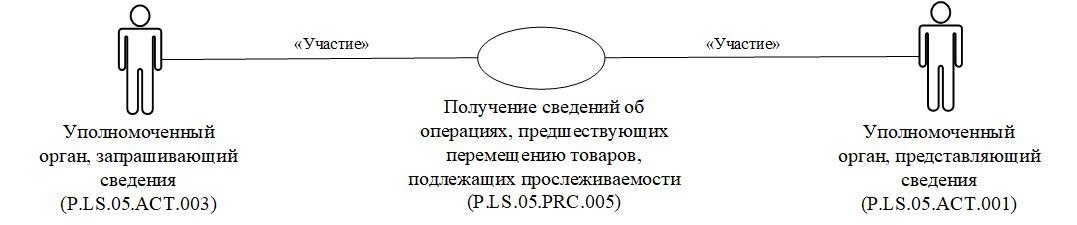 «Участие»
«Участие»
Получение сведений об
операциях, предшествующих
перемещению товаров,
подлежащих прослеживаемости
(P.LS.05.PRC.005)
Уполномоченный
орган, запрашивающий
сведения
(P.LS.05.ACT.003)
Уполномоченный
орган, представляющий
сведения
(P.LS.05.ACT.001)